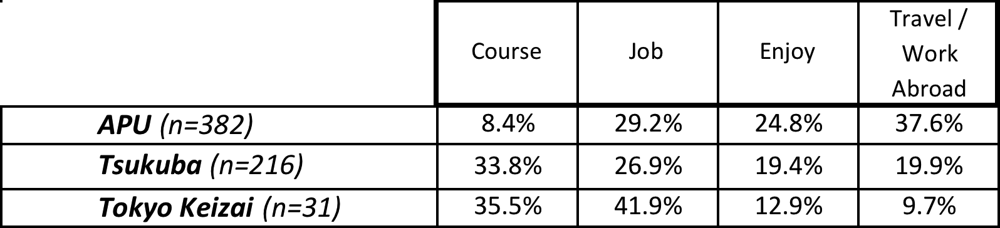 Course Job Enjoy Travel /
Work
Abroad
APU (n=382) 8.4% 29.2% 24.8% 37.6%
Tsukuba (n=216) 33.8% 26.9% 19.4% 19.9%
Tokyo Keizai (n=31) 35.5% 41.9% 12.9% 9.7%